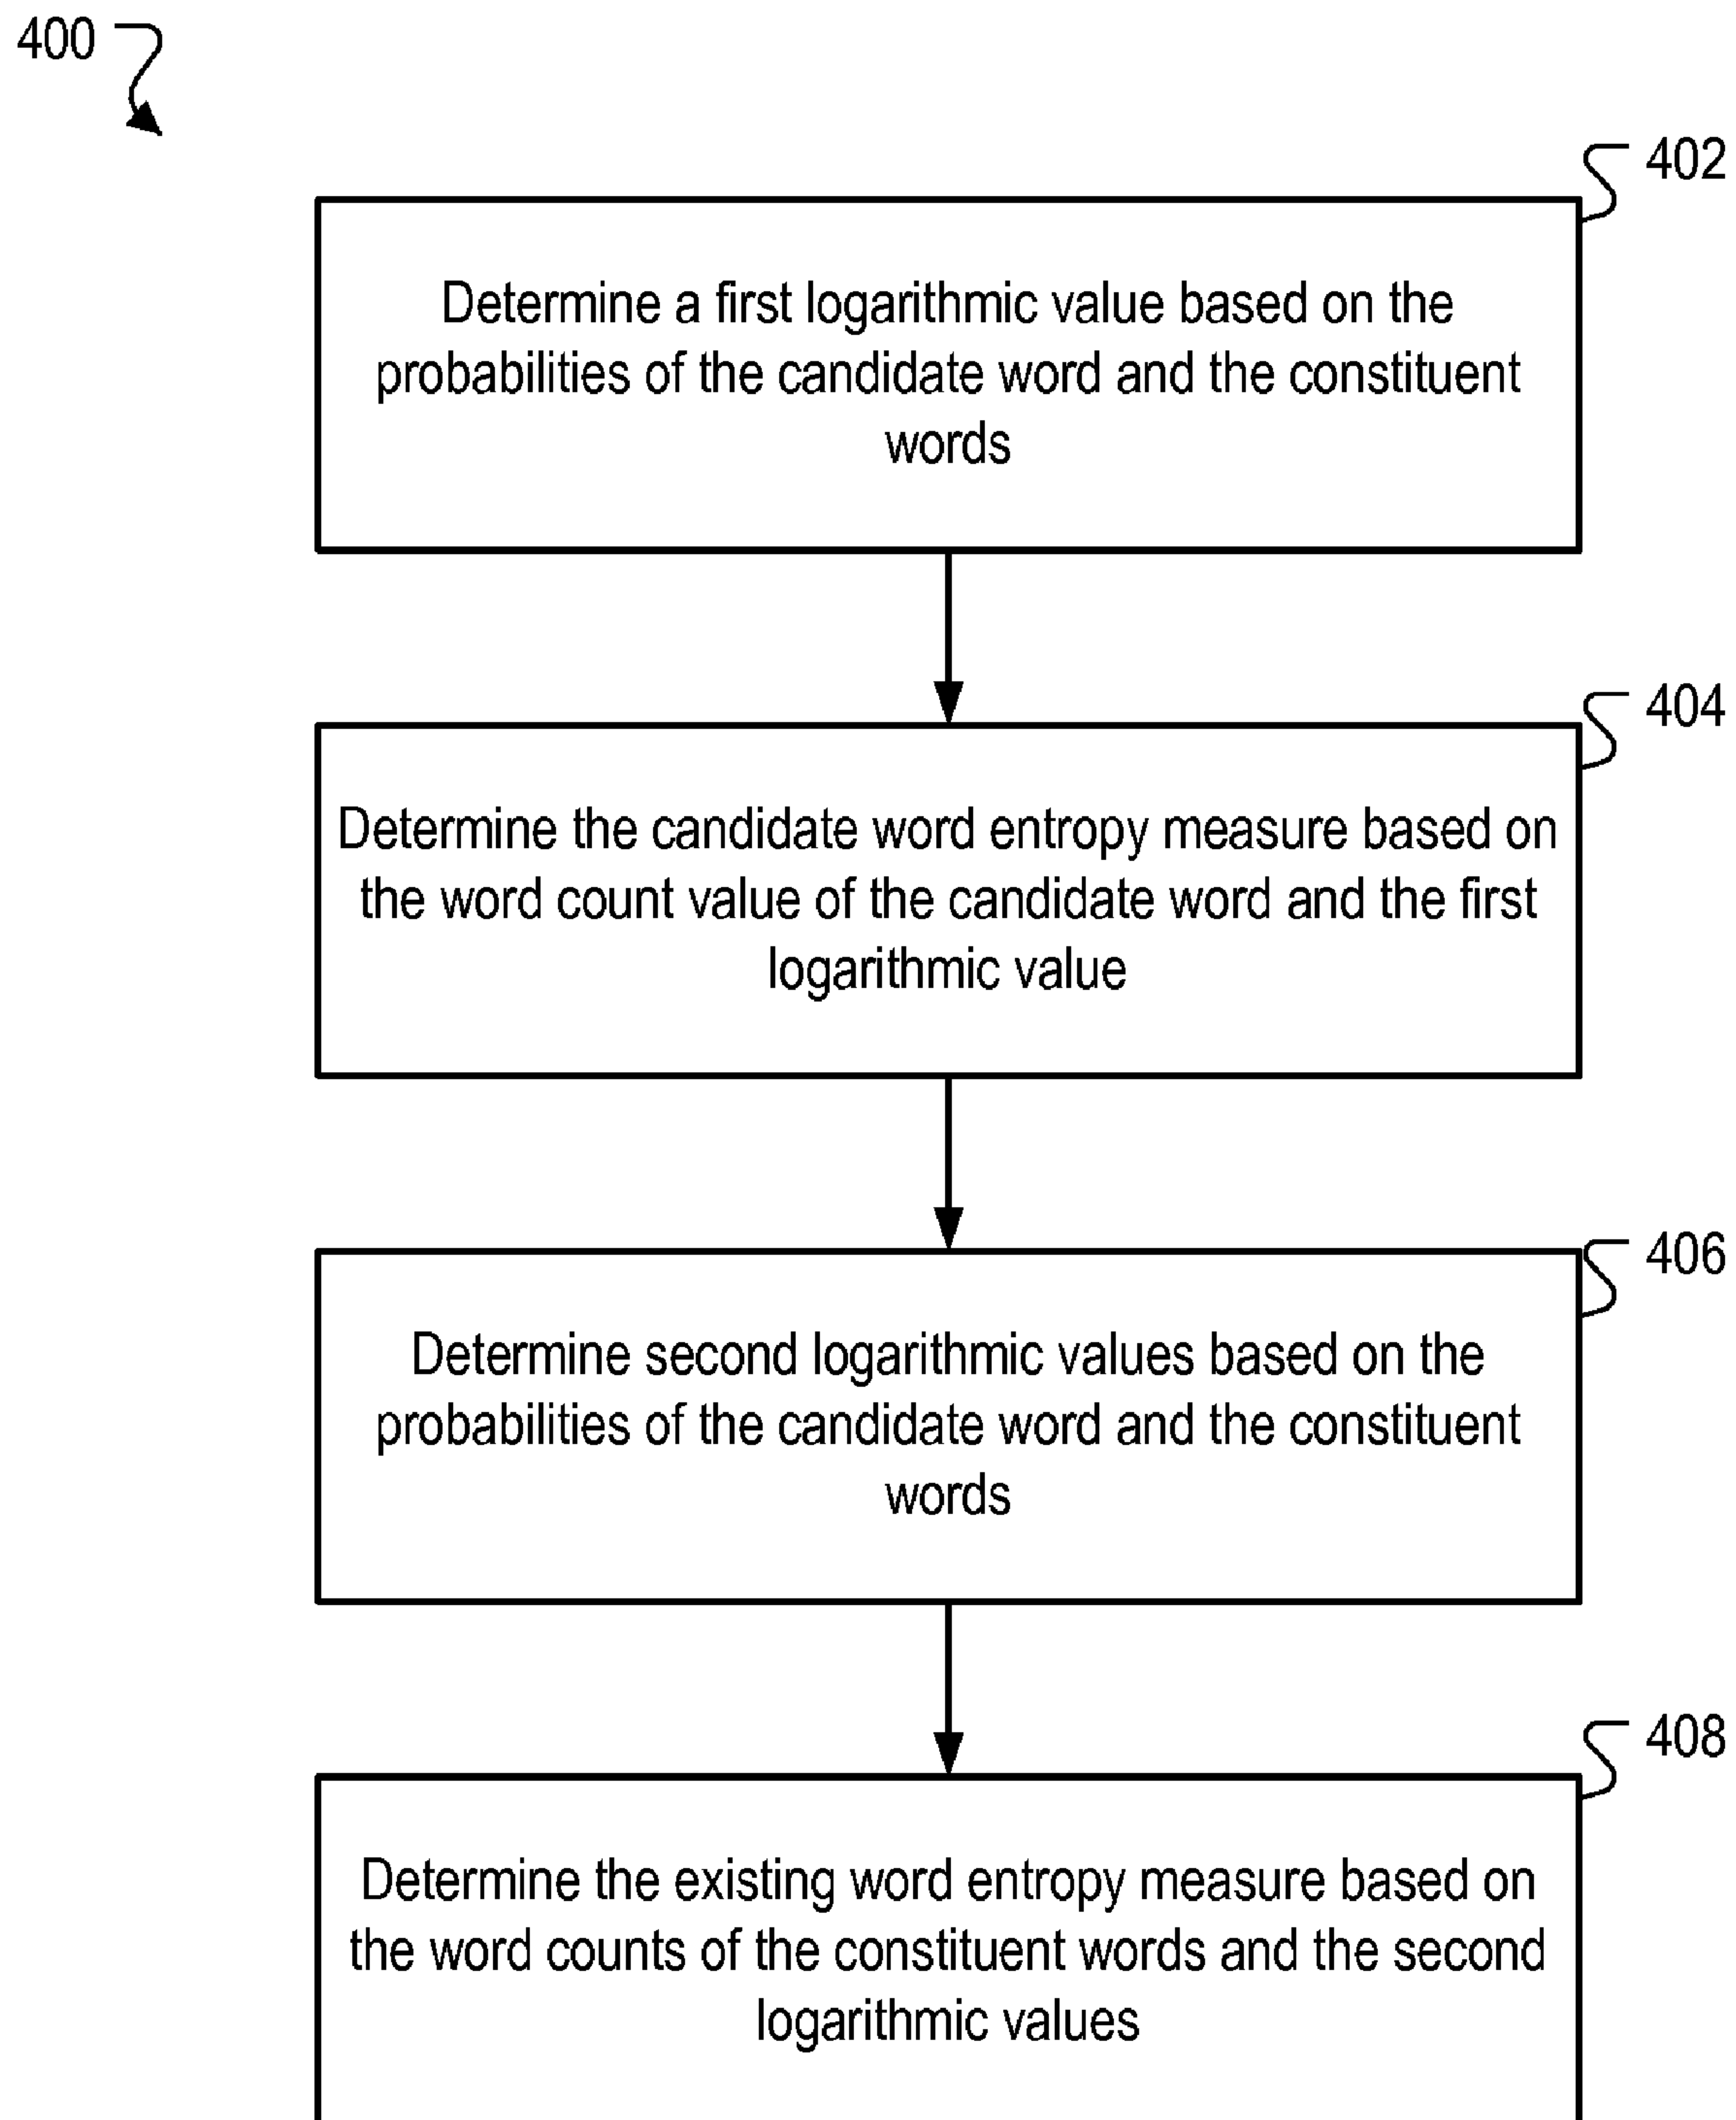 400
402
Determine a first logarithmic value based on the
probabilities of the candidate word and the constituent
words
404
Determine the candidate word entropy measure based on
the word count value of the candidate word and the first
logarithmic value
406
Determine second logarithmic values based on the
probabilities of the candidate word and the constituent
words
408
Determine the existing word entropy measure based on
the word counts of the constituent words and the second
logarithmic values